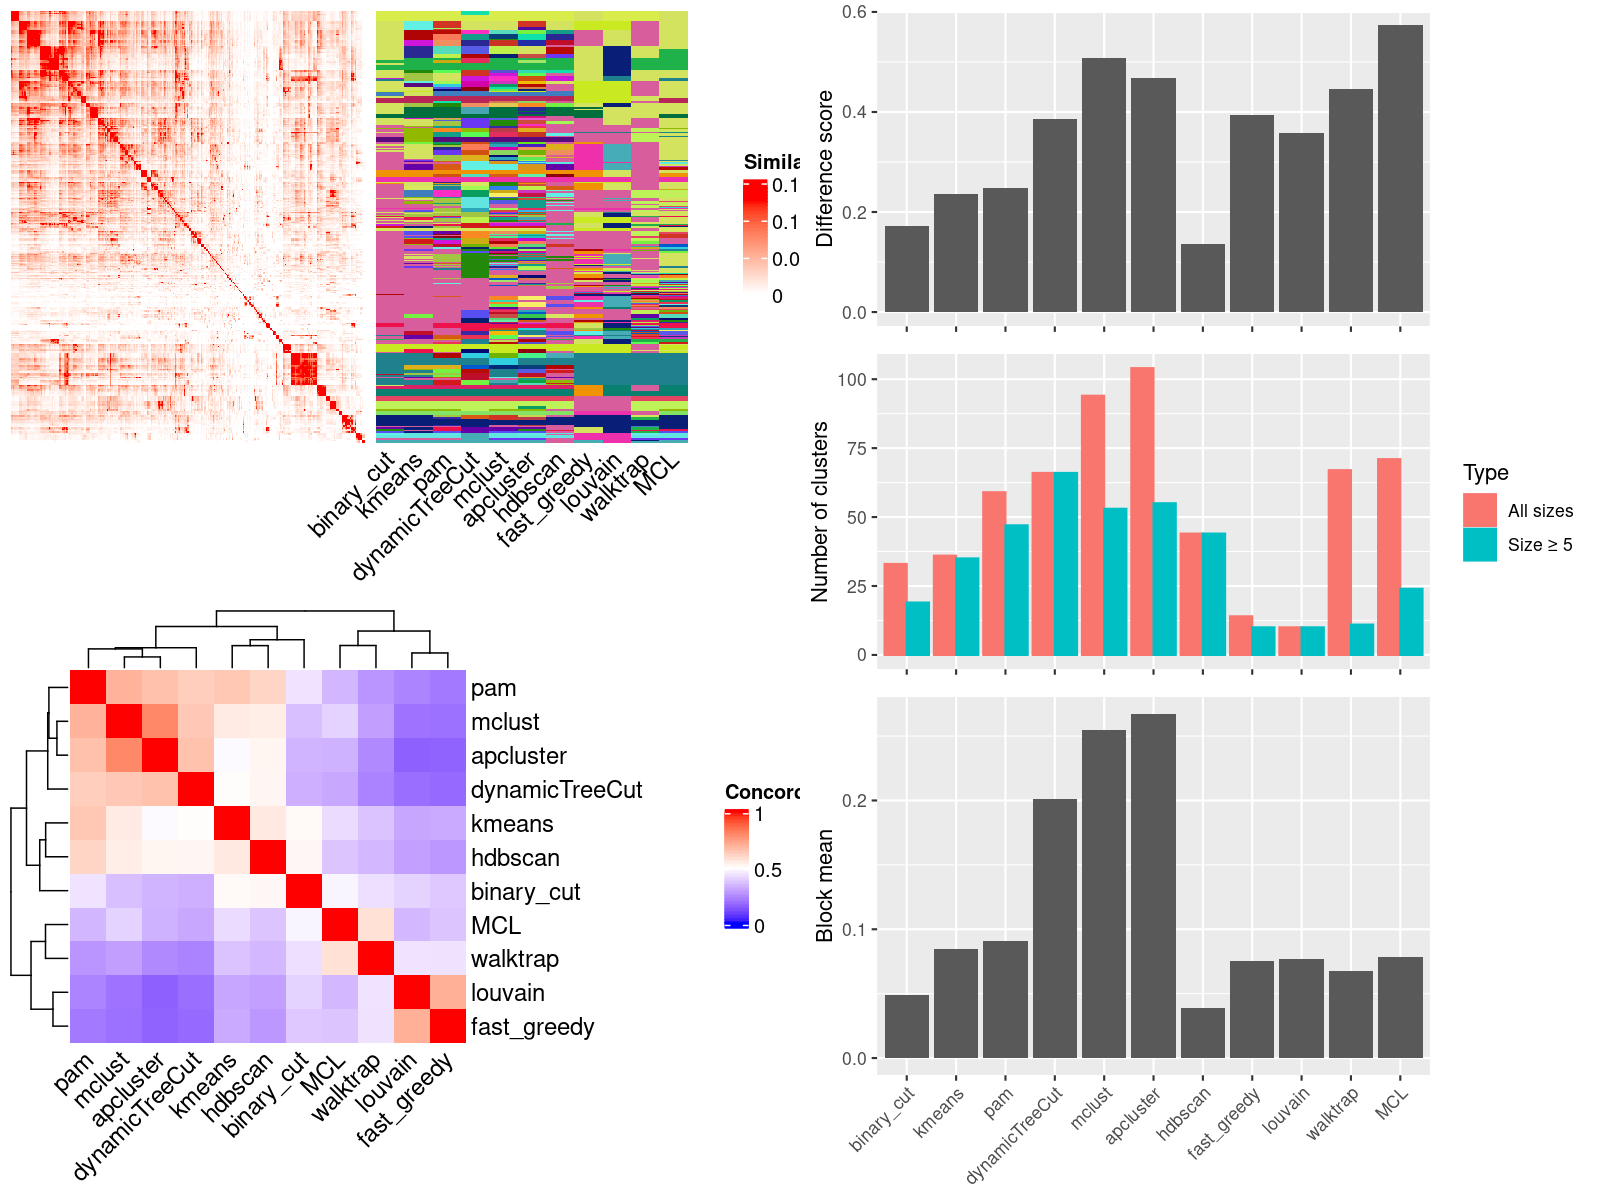 Simila
0.1
0.1
0.0
0
binary_cut
kmeans
pam
dynamicTreeCut
mclust
apcluster
hdbscan
fast_greedy
louvain
walktrap
MCL
pam
mclust
apcluster
dynamicTreeCut
kmeans
hdbscan
binary_cut
MCL
walktrap
louvain
fast_greedy
pam
mclust
apcluster
dynamicTreeCut
kmeans
hdbscan
binary_cut
MCL
walktrap
louvain
fast_greedy
Concord
1
0.5
0
Difference score
0.6
0.4
0.2
0.0
Number of clusters
100
75
50
25
0
Type
All sizes
Size ≥ 5
Block mean
0.2
0.1
0.0
binary_cut
kmeans
pam
dynamicTreeCut
mclust
apcluster
hdbscan
fast_greedy
louvain
walktrap
MCL